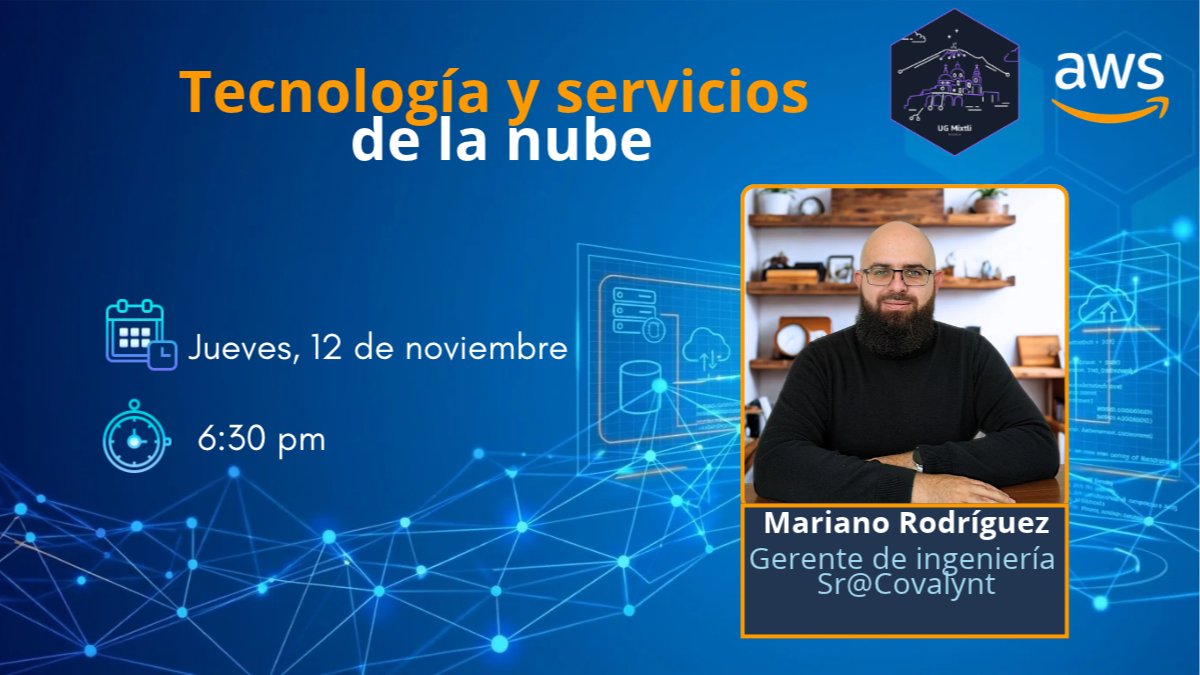 Tecnología y servicios
de la nube
UG Mixtli
aws
Jueves, 12 de noviembre
6:30 pm
Mariano Rodríguez
Gerente de ingeniería
Sr@Covalynt